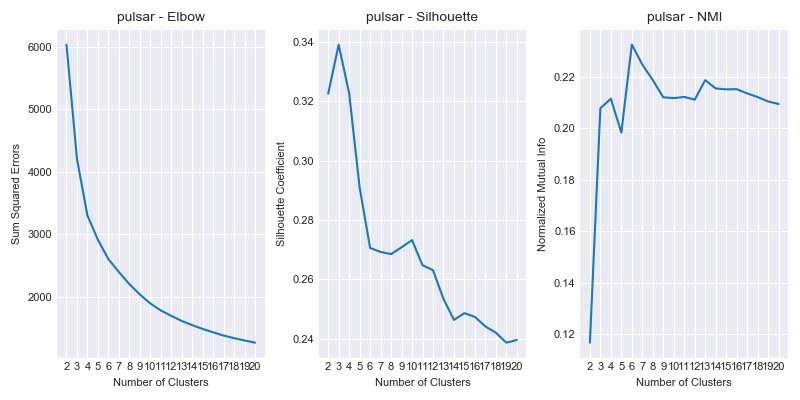 pulsar - Elbow
6000
5000
4000
3000
2000
Sum Squared Errors
2 3 4 5 6 7 8 9 10 11 12 13 14 15 16 17 18 19 20
Number of Clusters
pulsar - Silhouette
0.34
0.32
0.30
0.28
0.26
0.24
Silhouette Coefficient
2 3 4 5 6 7 8 9 10 11 12 13 14 15 16 17 18 19 20
Number of Clusters
pulsar - NMI
0.22
0.20
0.18
0.16
0.14
0.12
Normalized Mutual Info
2 3 4 5 6 7 8 9 10 11 12 13 14 15 16 17 18 19 20
Number of Clusters